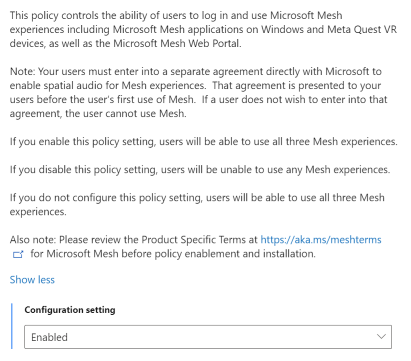 This policy controls the ability of users to log in and use Microsoft Mesh
experiences including Microsoft Mesh applications on Windows and Meta Quest VR
devices, as well as the Microsoft Mesh Web Portal.
Note: Your users must enter into a separate agreement directly with Microsoft to
enable spatial audio for Mesh experiences.  That agreement is presented to your
users before the user's first use of Mesh.  If a user does not wish to enter into that
agreement, the user cannot use Mesh.
If you enable this policy setting, users will be able to use all three Mesh experiences.
If you disable this policy setting, users will be unable to use any Mesh experiences.
If you do not configure this policy setting, users will be able to use all three Mesh
experiences.
Also note: Please review the Product Specific Terms at https://aka.ms/meshterms
for Microsoft Mesh before policy enablement and installation.
Show less
Configuration setting
Enabled